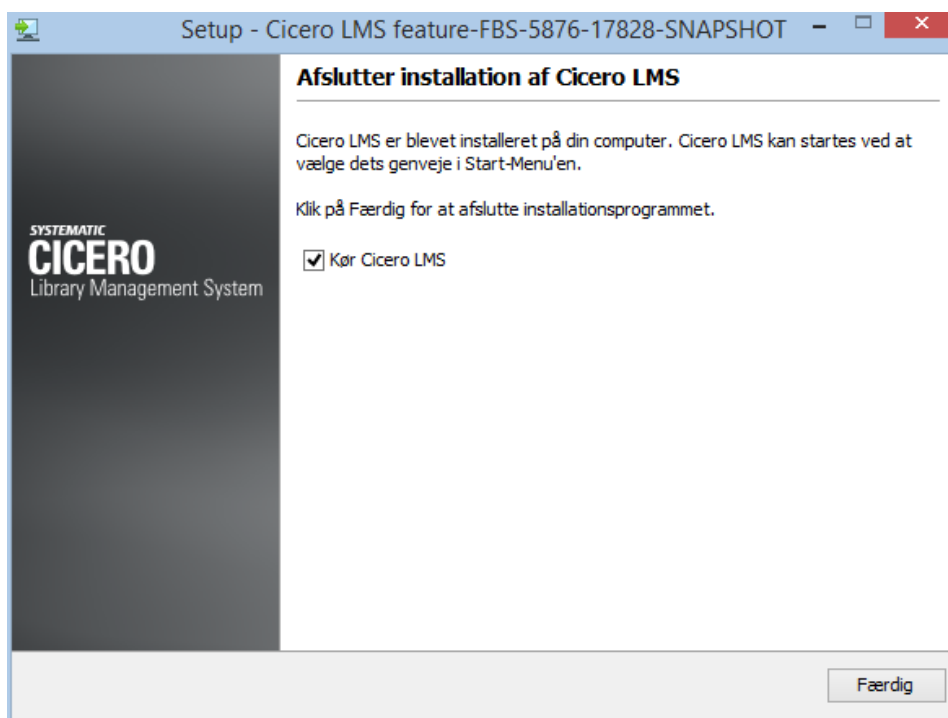 Setup - Cicero LMS feature-FBS-5876-17828-SNAPSHOT
Afslutter installation af Cicero LMS
Cicero LMS er blevet installeret på din computer. Cicero LMS kan startes ved at
vælge dets genveje i Start-Menu'en.
Klik på Færdig for at afslutte installationsprogrammet.
SYSTEMATIC
CICERO
Library Management System
Kør Cicero LMS
Færdig